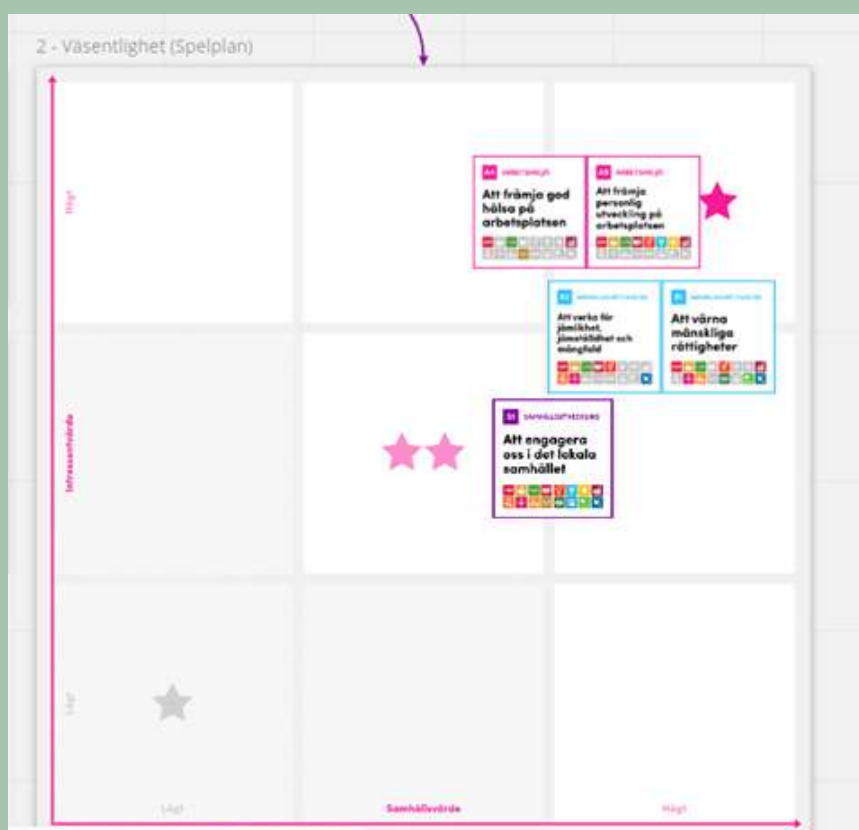 2 - Väsentlighet (Spelplan)
Högt
A4
Att främja god
hälsa på
arbetsplatsen
Att främja
personlig
utveckling på
arbetsplatsen
Att verka för
jämlikhet,
jämställdhet och
mångfald
Att värna
mänskliga
rättigheter
Intressentvärde
S1 SAMHÄLLSUTVECKLING
Att engagera
oss i det lokala
samhället
Lågt
Lågt
Samhällsvärde
Högt